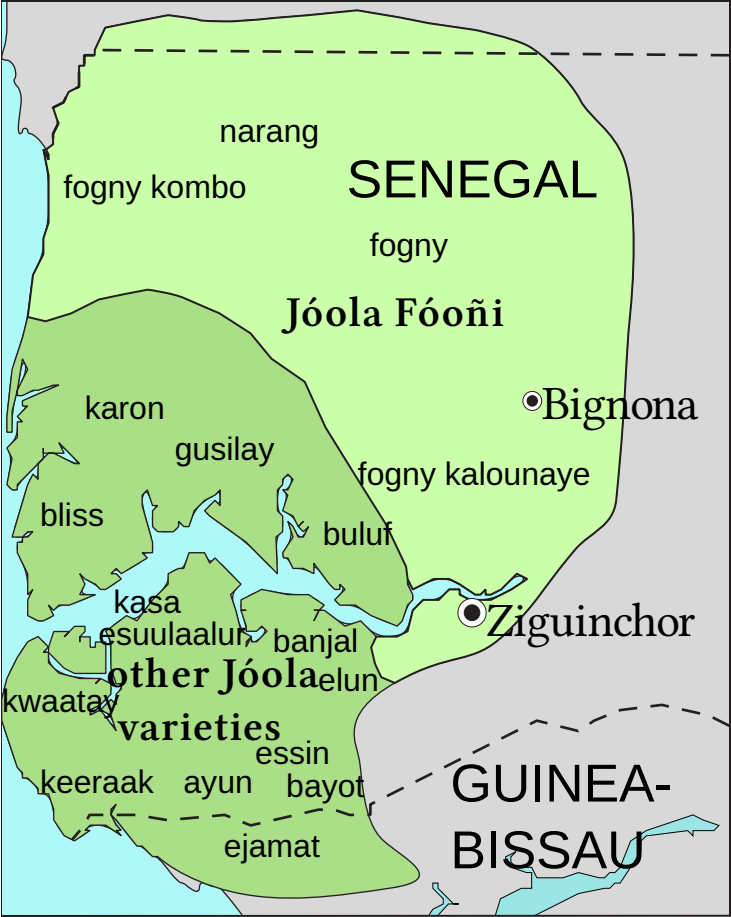 narang
SENEGAL
fogny kombo
fogny
Jóola Fóoñi
Bignona
karon
gusilay
fogny kalounaye
bliss
buluf
kasa
Ziguinchor
esuulaalur
banjal
other Jóola
elun
kwaatay
varieties
essin
keeraak
ayun
bayot
GUINEA-
BISSAU
ejamat